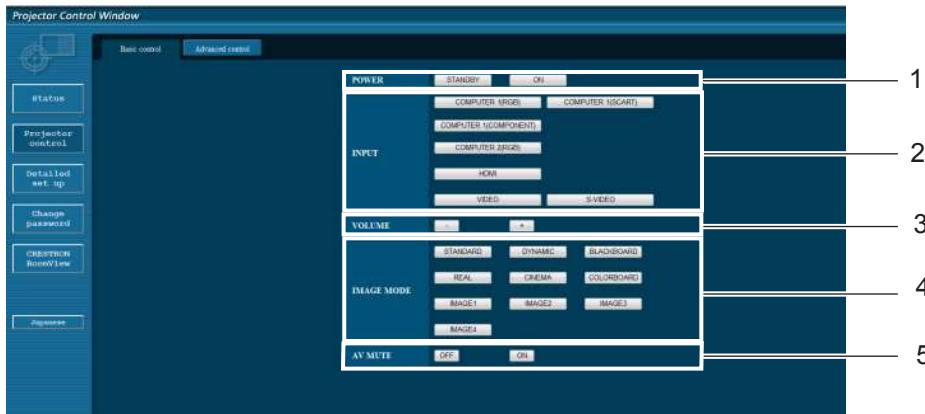 Projector Control Window
Basic control Advanced control
Status
Projector control
Detailed set up
Change password
CRESTRON RoomView
Japanese
POWER STANDBY ON 1
INPUT COMPUTER 1(RGB) COMPUTER 1(SCART) 2
COMPUTER 1(COMPONENT)
COMPUTER 2(RGB)
HDMI
VIDEO S-VIDEO
VOLUME - + 3
IMAGE MODE STANDARD DYNAMIC BLACKBOARD 4
REAL CINEMA COLORBOARD
IMAGE1 IMAGE2 IMAGE3
IMAGE4
AV MUTE OFF ON 5